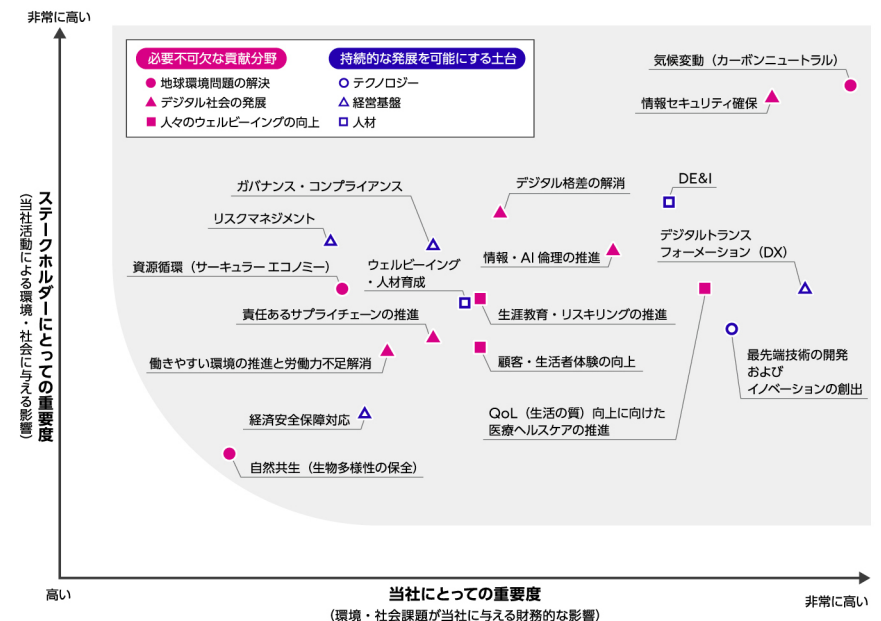 非常に高い
必要不可欠な貢献分野
地球環境問題の解決
デジタル社会の発展
人々のウェルビーイングの向上
持続的な発展を可能にする土台
テクノロジー
経営基盤
人材
気候変動（カーボンニュートラル）
情報セキュリティ確保
ガバナンス・コンプライアンス
デジタル格差の解消
DE&I
リスクマネジメント
デジタルトランス
フォーメーション（DX）
情報・AI倫理の推進
資源循環（サーキュラー エコノミー）
ウェルビーイング
・人材育成
責任あるサプライチェーンの推進
生涯教育・リスキリングの推進
働きやすい環境の推進と労働力不足解消
顧客・生活者体験の向上
最先端技術の開発
および
イノベーションの創出
経済安全保障対応
QoL（生活の質）向上に向けた
医療ヘルスケアの推進
自然共生（生物多様性の保全）
ステークホルダーにとっての重要度
（当社活動による環境・社会に与える影響）
高い
当社にとっての重要度
（環境・社会課題が当社に与える財務的な影響）
非常に高い